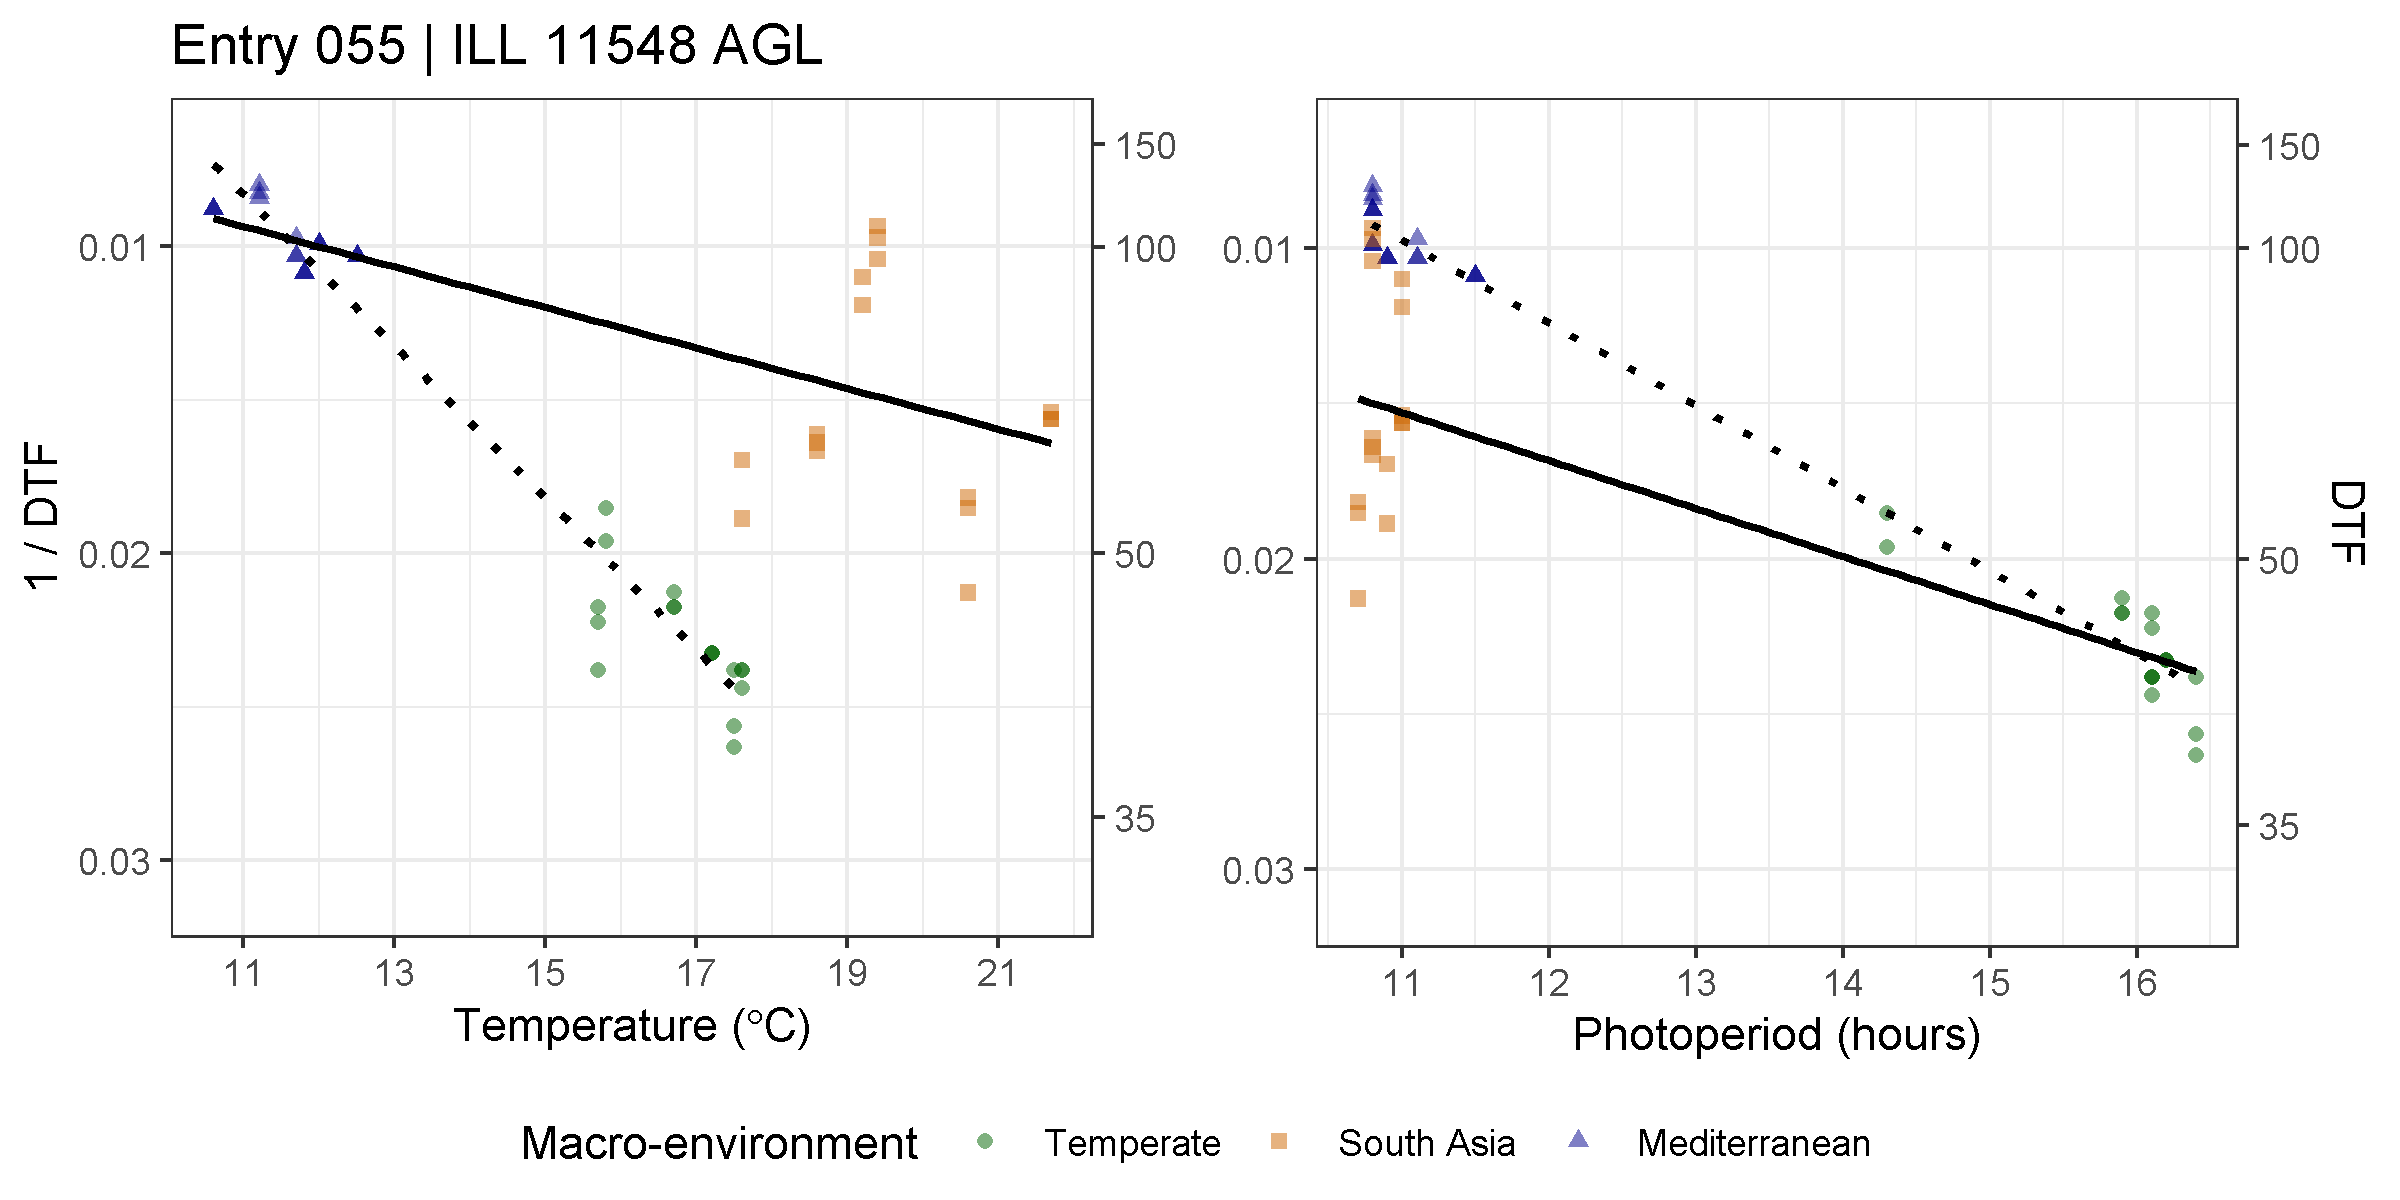 Entry 055 | ILL 11548 AGL
1 / DTF
0.01
0.02
0.03
150
100
50
35
11 13 15 17 19 21
Temperature (°C)
0.01
0.02
0.03
150
100
50
35
DTF
11 12 13 14 15 16
Photoperiod (hours)
Macro-environment Temperate South Asia Mediterranean